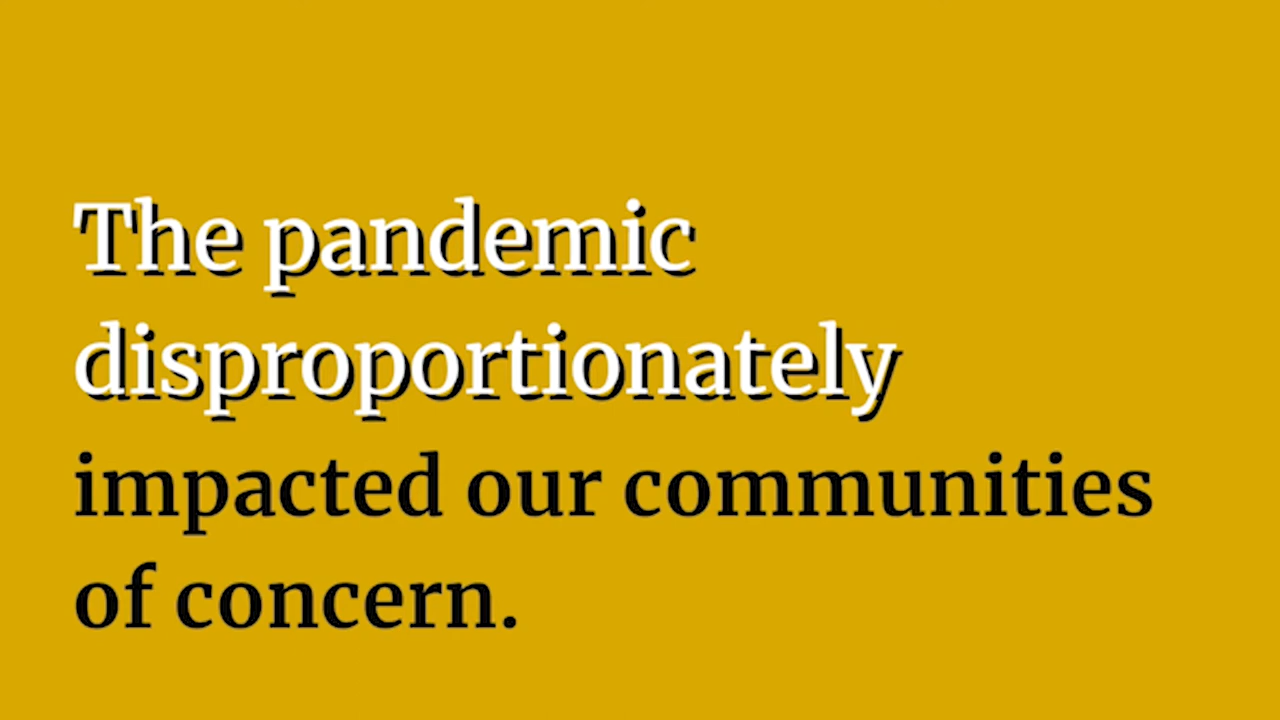 The pandemic
disproportionately
impacted our communities
of concern.